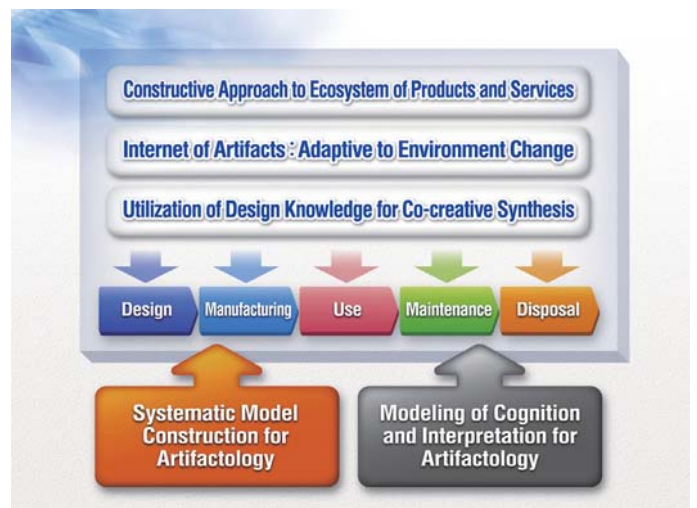 Constructive Approach to Ecosystem of Products and Services
Internet of Artifacts : Adaptive to Environment Change
Utilization of Design Knowledge for Co-creative Synthesis
Design
Manufacturing
Use
Maintenance
Disposal
Systematic Model
Construction for
Artifactology
Modeling of Cognition
and Interpretation for
Artifactology